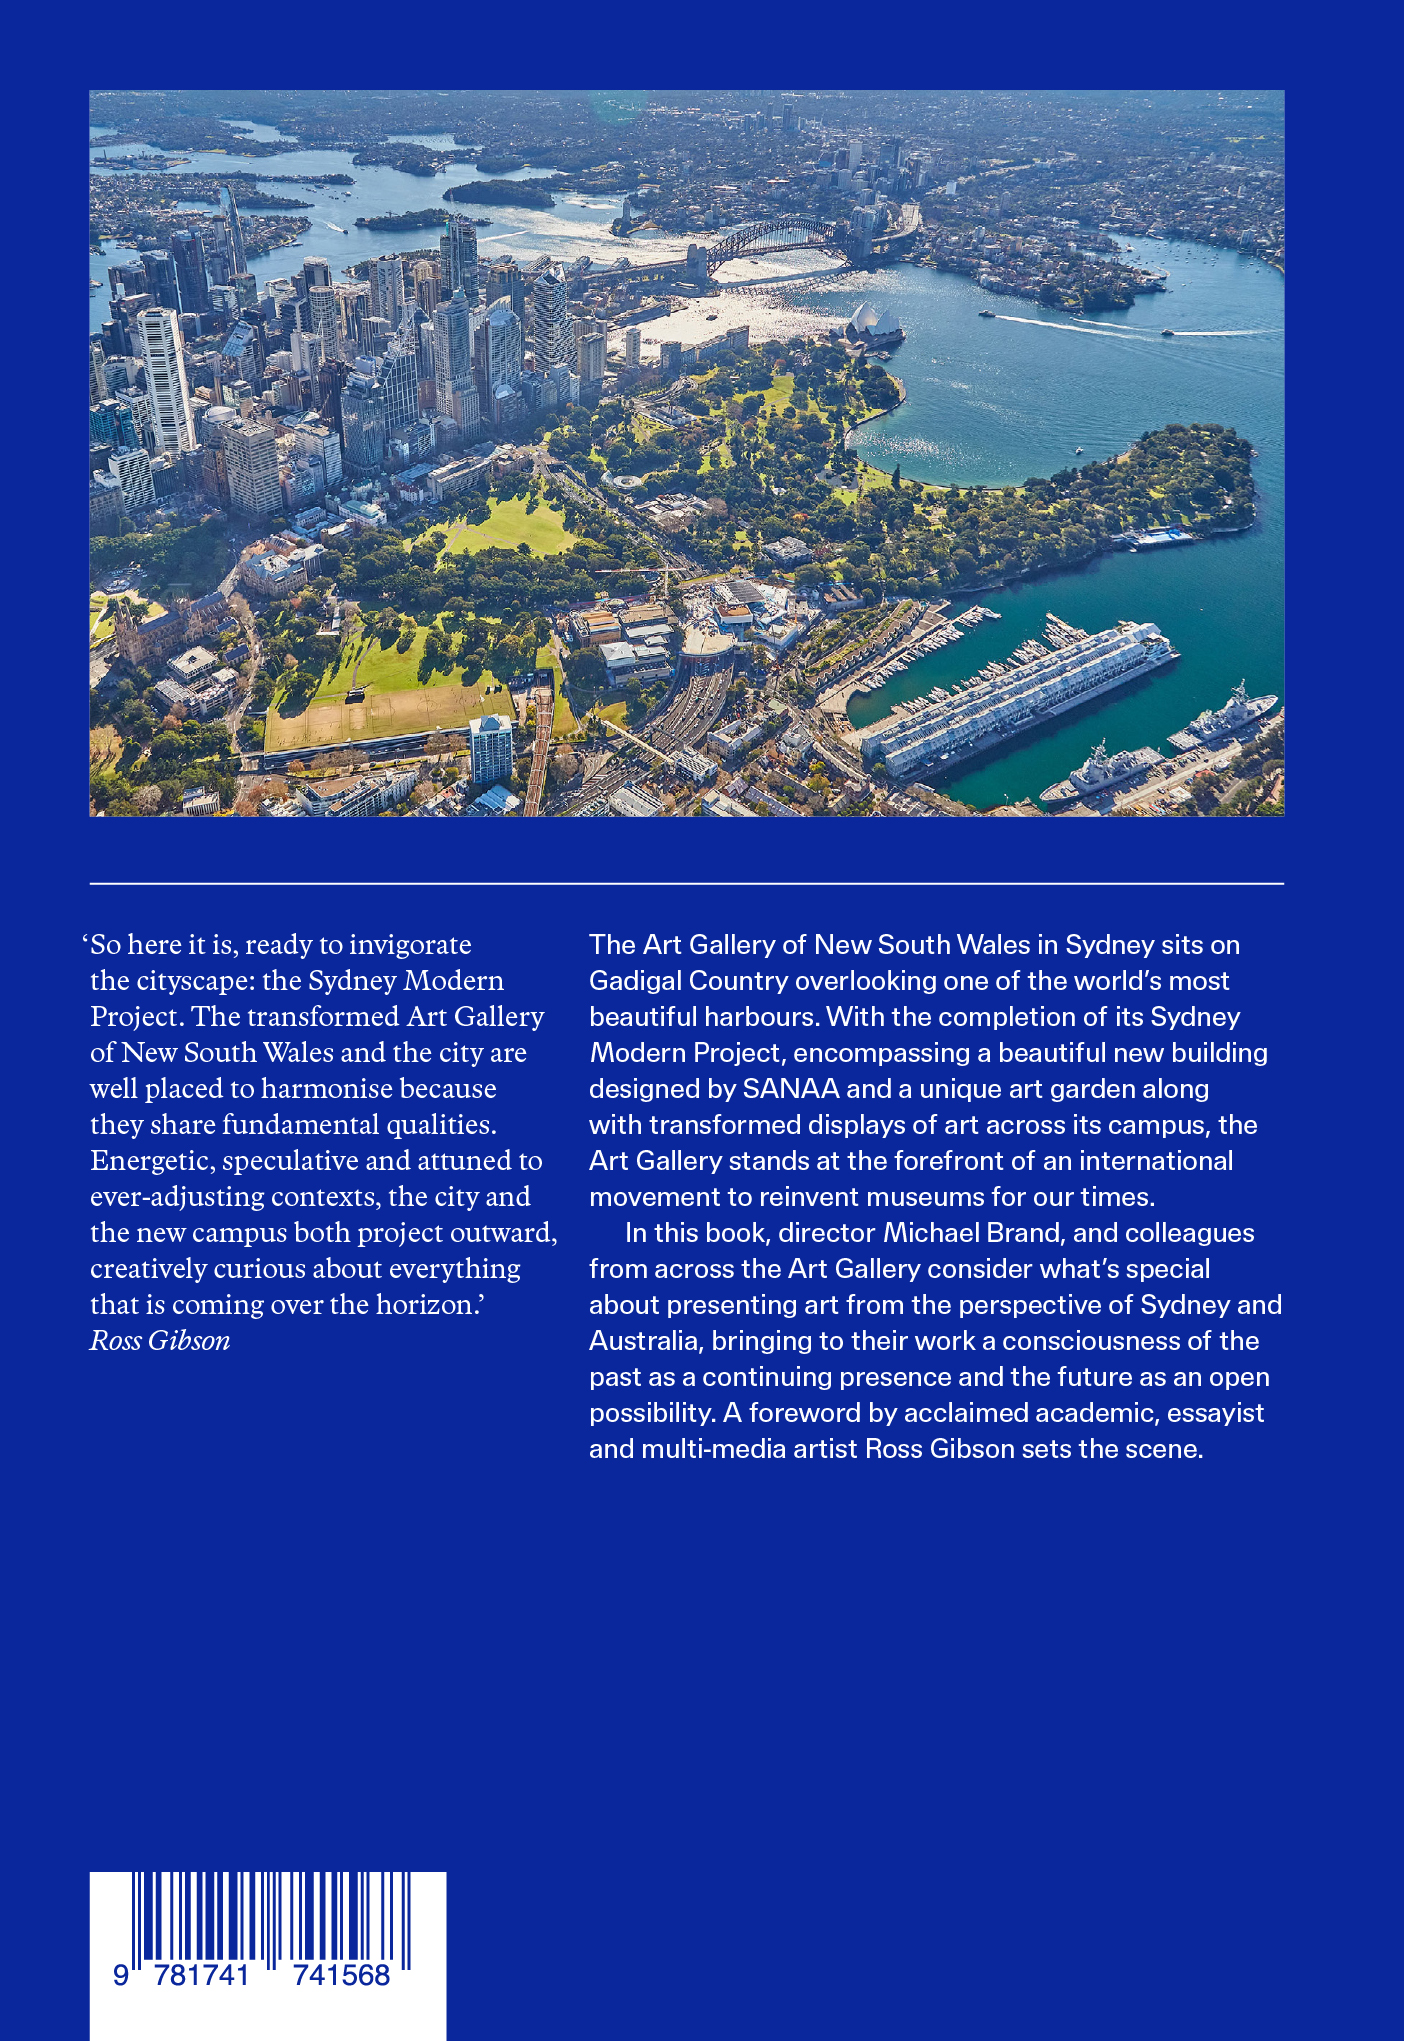 ‘So here it is, ready to invigorate
the cityscape: the Sydney Modern
Project. The transformed Art Gallery
of New South Wales and the city are
well placed to harmonise because
they share fundamental qualities.
Energetic, speculative and attuned to
ever-adjusting contexts, the city and
the new campus both project outward,
creatively curious about everything
that is coming over the horizon.’
Ross Gibson
The Art Gallery of New South Wales in Sydney sits on
Gadigal Country overlooking one of the world’s most
beautiful harbours. With the completion of its Sydney
Modern Project, encompassing a beautiful new building
designed by SANAA and a unique art garden along
with transformed displays of art across its campus, the
Art Gallery stands at the forefront of an international
movement to reinvent museums for our times.
In this book, director Michael Brand, and colleagues
from across the Art Gallery consider what’s special
about presenting art from the perspective of Sydney and
Australia, bringing to their work a consciousness of the
past as a continuing presence and the future as an open
possibility. A foreword by acclaimed academic, essayist
and multi-media artist Ross Gibson sets the scene.
9 781741 741568